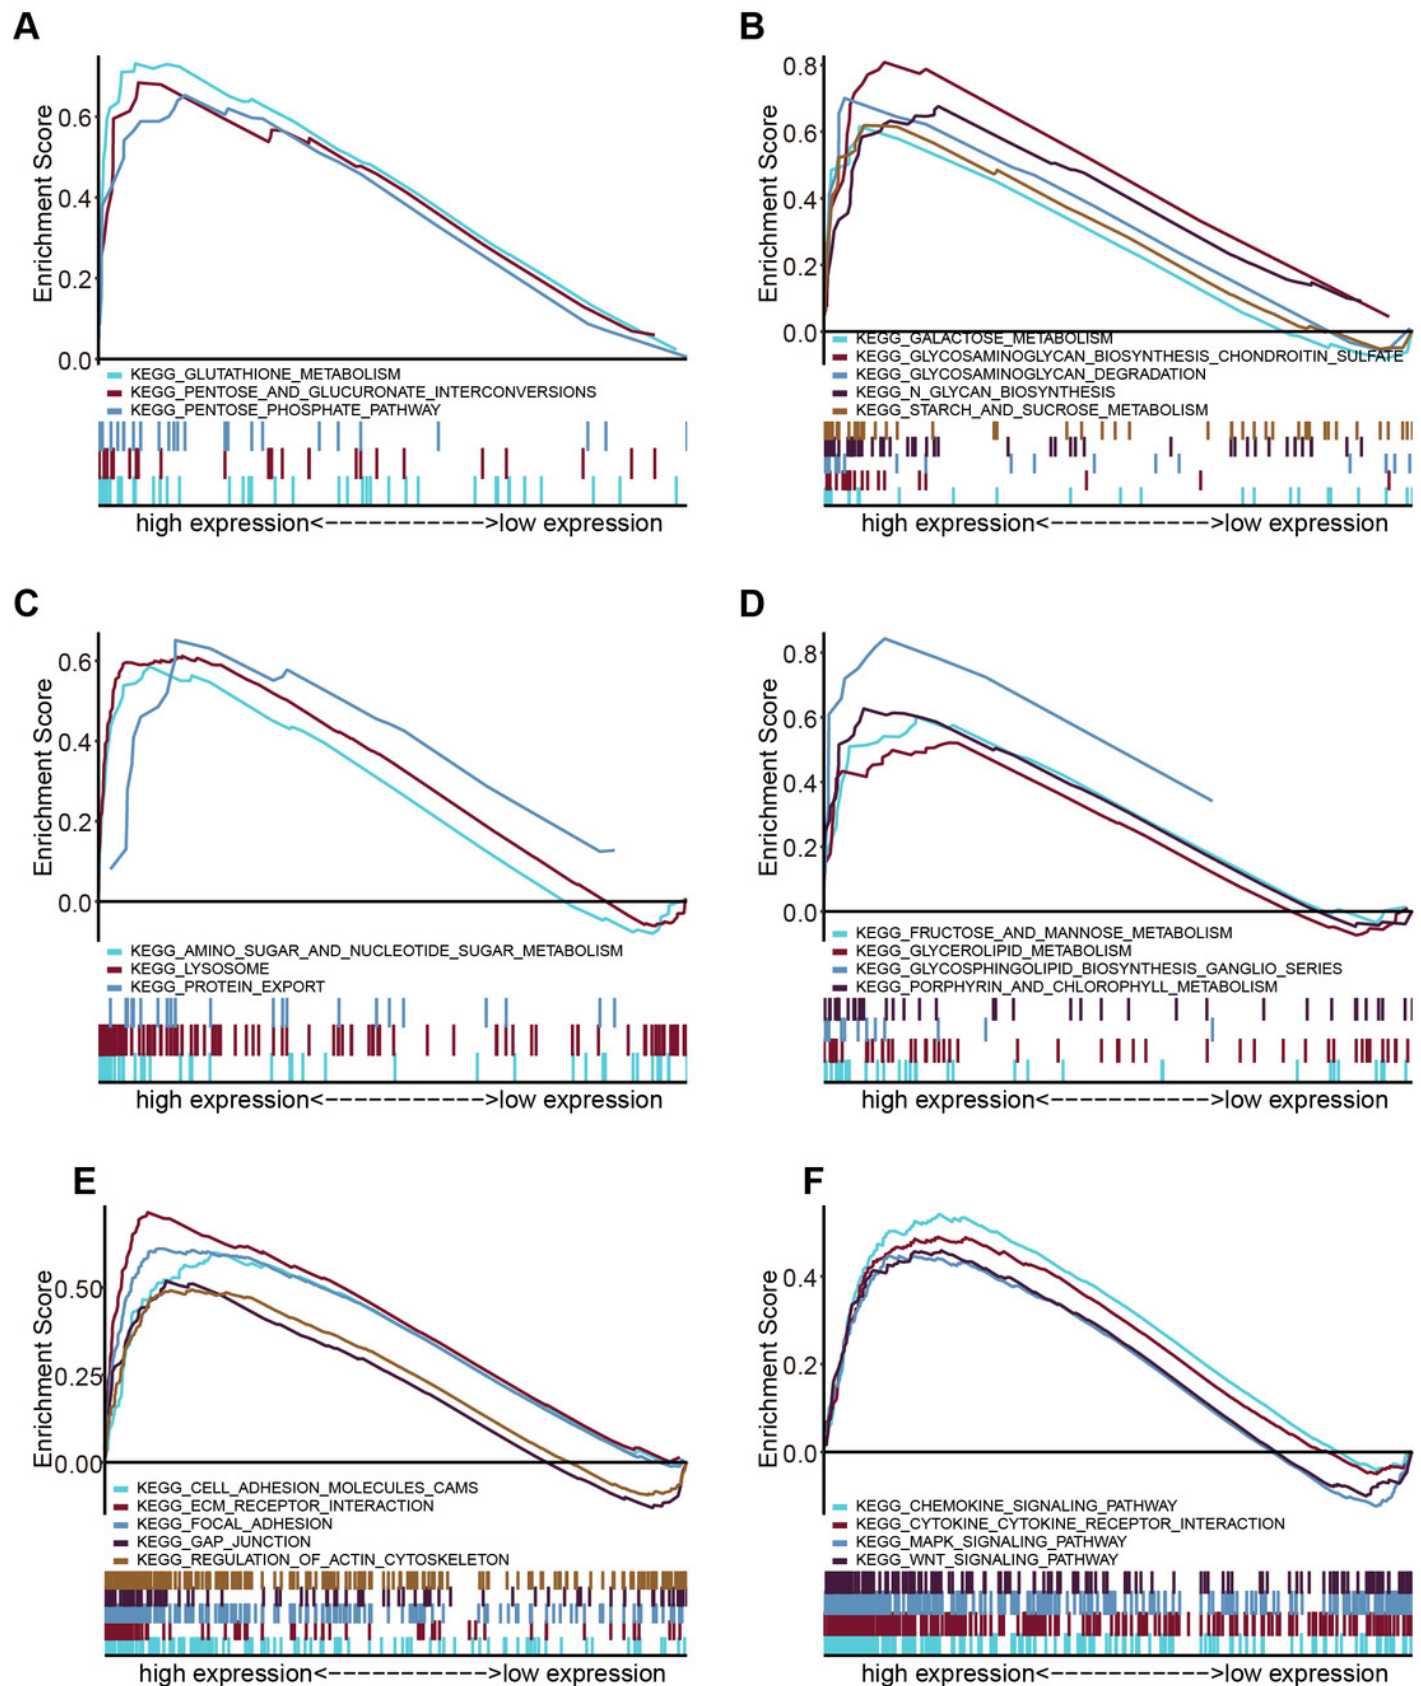 A
Enrichment Score
0.6
0.4
0.2
0.0
KEGG_GLUTATHIONE_METABOLISM
KEGG_PENTOSE_AND_GLUCURONATE_INTERCONVERSIONS
KEGG_PENTOSE_PHOSPHATE_PATHWAY
high expression<------------>low expression
B
Enrichment Score
0.8
0.6
0.4
0.2
0.0
KEGG_GALACTOSE_METABOLISM
KEGG_GLYCOSAMINOGLYCAN_BIOSYNTHESIS_CHONDROITIN_SULFATE
KEGG_GLYCOSAMINOGLYCAN_DEGRADATION
KEGG_N_GLYCAN_BIOSYNTHESIS
KEGG_STARCH_AND_SUCROSE_METABOLISM
high expression<------------>low expression
C
Enrichment Score
0.6
0.4
0.2
0.0
KEGG_AMINO_SUGAR_AND_NUCLEOTIDE_SUGAR_METABOLISM
KEGG_LYSOSOME
KEGG_PROTEIN_EXPORT
high expression<------------>low expression
D
Enrichment Score
0.8
0.6
0.4
0.2
0.0
KEGG_FRUCTOSE_AND_MANNOSE_METABOLISM
KEGG_GLYCEROLIPID_METABOLISM
KEGG_GLYCOSPHINGOLIPID_BIOSYNTHESIS_GANGLIO_SERIES
KEGG_PORPHYRIN_AND_CHLOROPHYLL_METABOLISM
high expression<------------>low expression
E
Enrichment Score
0.50
0.25
0.00
KEGG_CELL_ADHESION_MOLECULES_CAMS
KEGG_ECM_RECEPTOR_INTERACTION
KEGG_FOCAL_ADHESION
KEGG_GAP_JUNCTION
KEGG_REGULATION_OF_ACTIN_CYTOSKELETON
high expression<------------>low expression
F
Enrichment Score
0.4
0.2
0.0
KEGG_CHEMOKINE_SIGNALING_PATHWAY
KEGG_CYTOKINE_CYTOKINE_RECEPTOR_INTERACTION
KEGG_MAPK_SIGNALING_PATHWAY
KEGG_WNT_SIGNALING_PATHWAY
high expression<------------>low expression